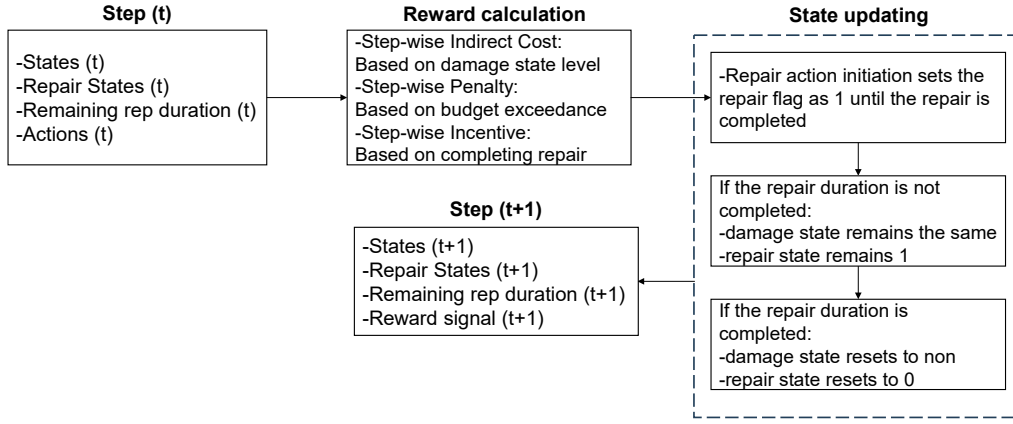 Step (t)
-States (t)
-Repair States (t)
-Remaining rep duration (t)
-Actions (t)
Reward calculation
-Step-wise Indirect Cost:
Based on damage state level
-Step-wise Penalty:
Based on budget exceedance
-Step-wise Incentive:
Based on completing repair
State updating
-Repair action initiation sets the
repair flag as 1 until the repair is
completed
If the repair duration is not
completed:
-damage state remains the same
-repair state remains 1
If the repair duration is
completed:
-damage state resets to non
-repair state resets to 0
Step (t+1)
-States (t+1)
-Repair States (t+1)
-Remaining rep duration (t+1)
-Reward signal (t+1)